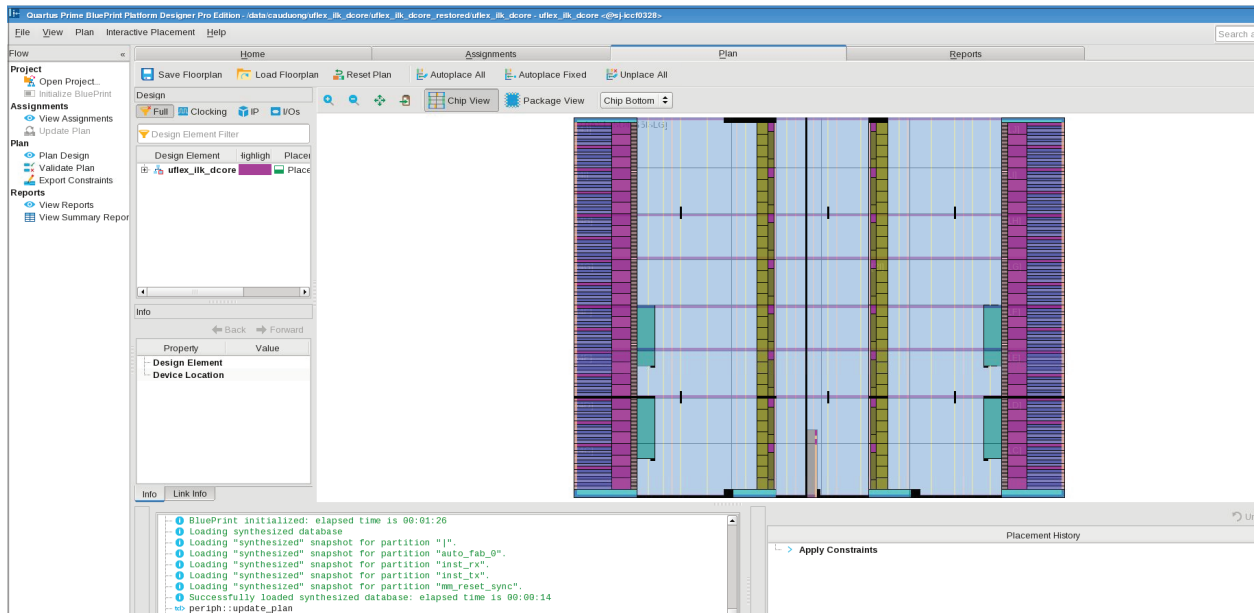 Quartus Prime BluePrint Platform Designer Pro Edition - /data/cauduong/uflex_ilk_dcore/uflex_ilk_dcore_restored/uflex_ilk_dcore - uflex_ilk_dcore <@sj-iccf0328>
File View Plan Interactive Placement Help
Search a
Flow «
Project
Open Project...
Initialize BluePrint
Assignments
View Assignments
Update Plan
Plan
Plan Design
Validate Plan
Export Constraints
Reports
View Reports
View Summary Repor
Home Assignments Plan Reports
Save Floorplan Load Floorplan Reset Plan Autoplace All Autoplace Fixed Unplace All
Design
Full Clocking IP I/Os
Design Element Filter
Design Element Highligh Placer
uflex_ilk_dcore Place
Chip View Package View Chip Bottom
Info
Back Forward
Property Value
Design Element
Device Location
Info Link Info
BluePrint initialized: elapsed time is 00:01:26
Loading synthesized database
Loading "synthesized" snapshot for partition "|".
Loading "synthesized" snapshot for partition "auto_fab_0".
Loading "synthesized" snapshot for partition "inst_rx".
Loading "synthesized" snapshot for partition "inst_tx".
Loading "synthesized" snapshot for partition "mm_reset_sync".
Successfully loaded synthesized database: elapsed time is 00:00:14
tcl> periph::update_plan
Un
Placement History
Apply Constraints